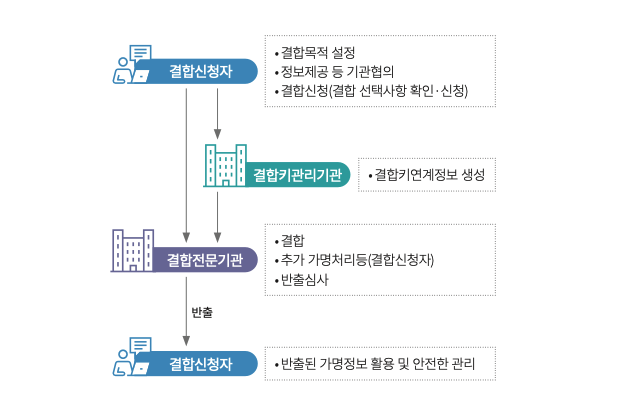 결합신청자
• 결합목적 설정
• 정보제공 등 기관협의
• 결합신청(결합 선택사항 확인·신청)
결합키관리기관
• 결합키연계정보 생성
결합전문기관
• 결합
• 추가 가명처리등(결합신청자)
• 반출심사
반출
결합신청자
• 반출된 가명정보 활용 및 안전한 관리